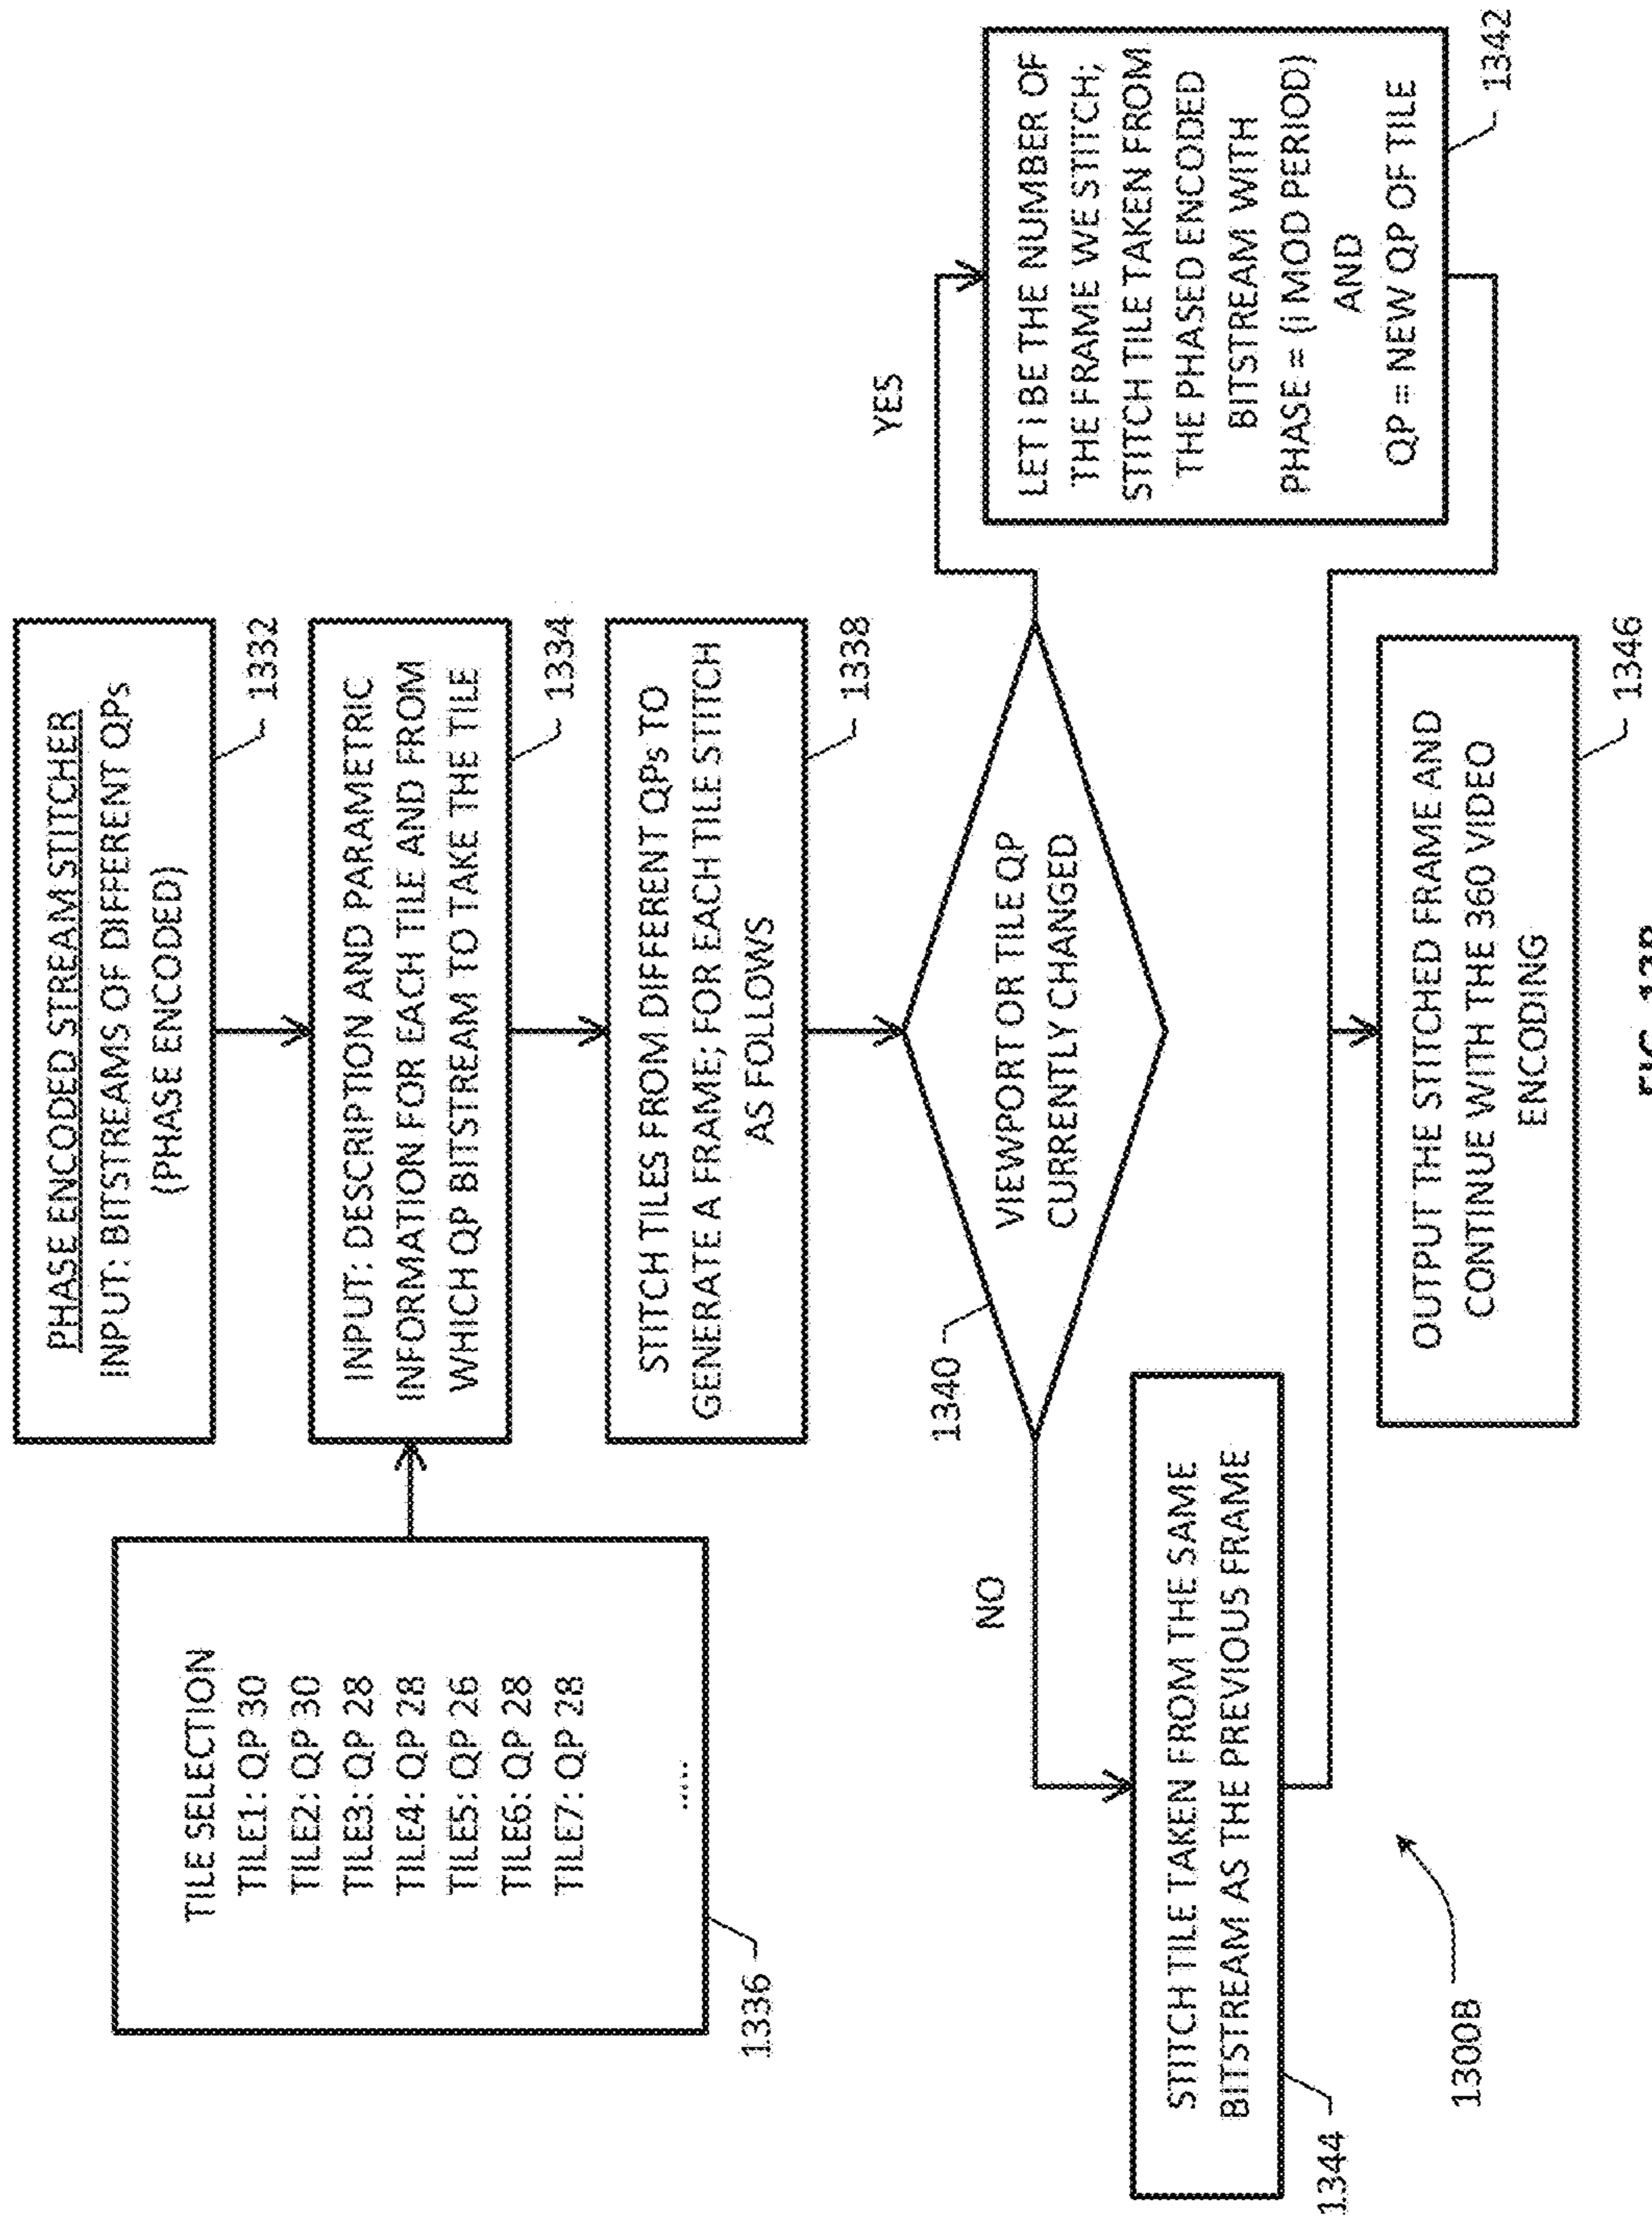 PHASE ENCODED STREAM STITCHER
INPUT: BITSTREAMS OF DIFFERENT QPs
(PHASE ENCODED)
1332
INPUT: DESCRIPTION AND PARAMETRIC
INFORMATION FOR EACH TILE AND FROM
WHICH QP BITSTREAM TO TAKE THE TILE
1334
TILE SELECTION
TILE1: QP 30
TILE2: QP 30
TILE3: QP 28
TILE4: QP 28
TILE5: QP 26
TILE6: QP 28
TILE7: QP 28
.....
1336
STITCH TILES FROM DIFFERENT QPs TO
GENERATE A FRAME; FOR EACH TILE STITCH
AS FOLLOWS
1338
1340
VIEWPORT OR TILE QP
CURRENTLY CHANGED
NO
YES
STITCH TILE TAKEN FROM THE SAME
BITSTREAM AS THE PREVIOUS FRAME
1344
LET i BE THE NUMBER OF
THE FRAME WE STITCH;
STITCH TILE TAKEN FROM
THE PHASED ENCODED
BITSTREAM WITH
PHASE = (i MOD PERIOD)
AND
QP = NEW QP OF TILE
1342
OUTPUT THE STITCHED FRAME AND
CONTINUE WITH THE 360 VIDEO
ENCODING
1346
1300B
FIG. 13B